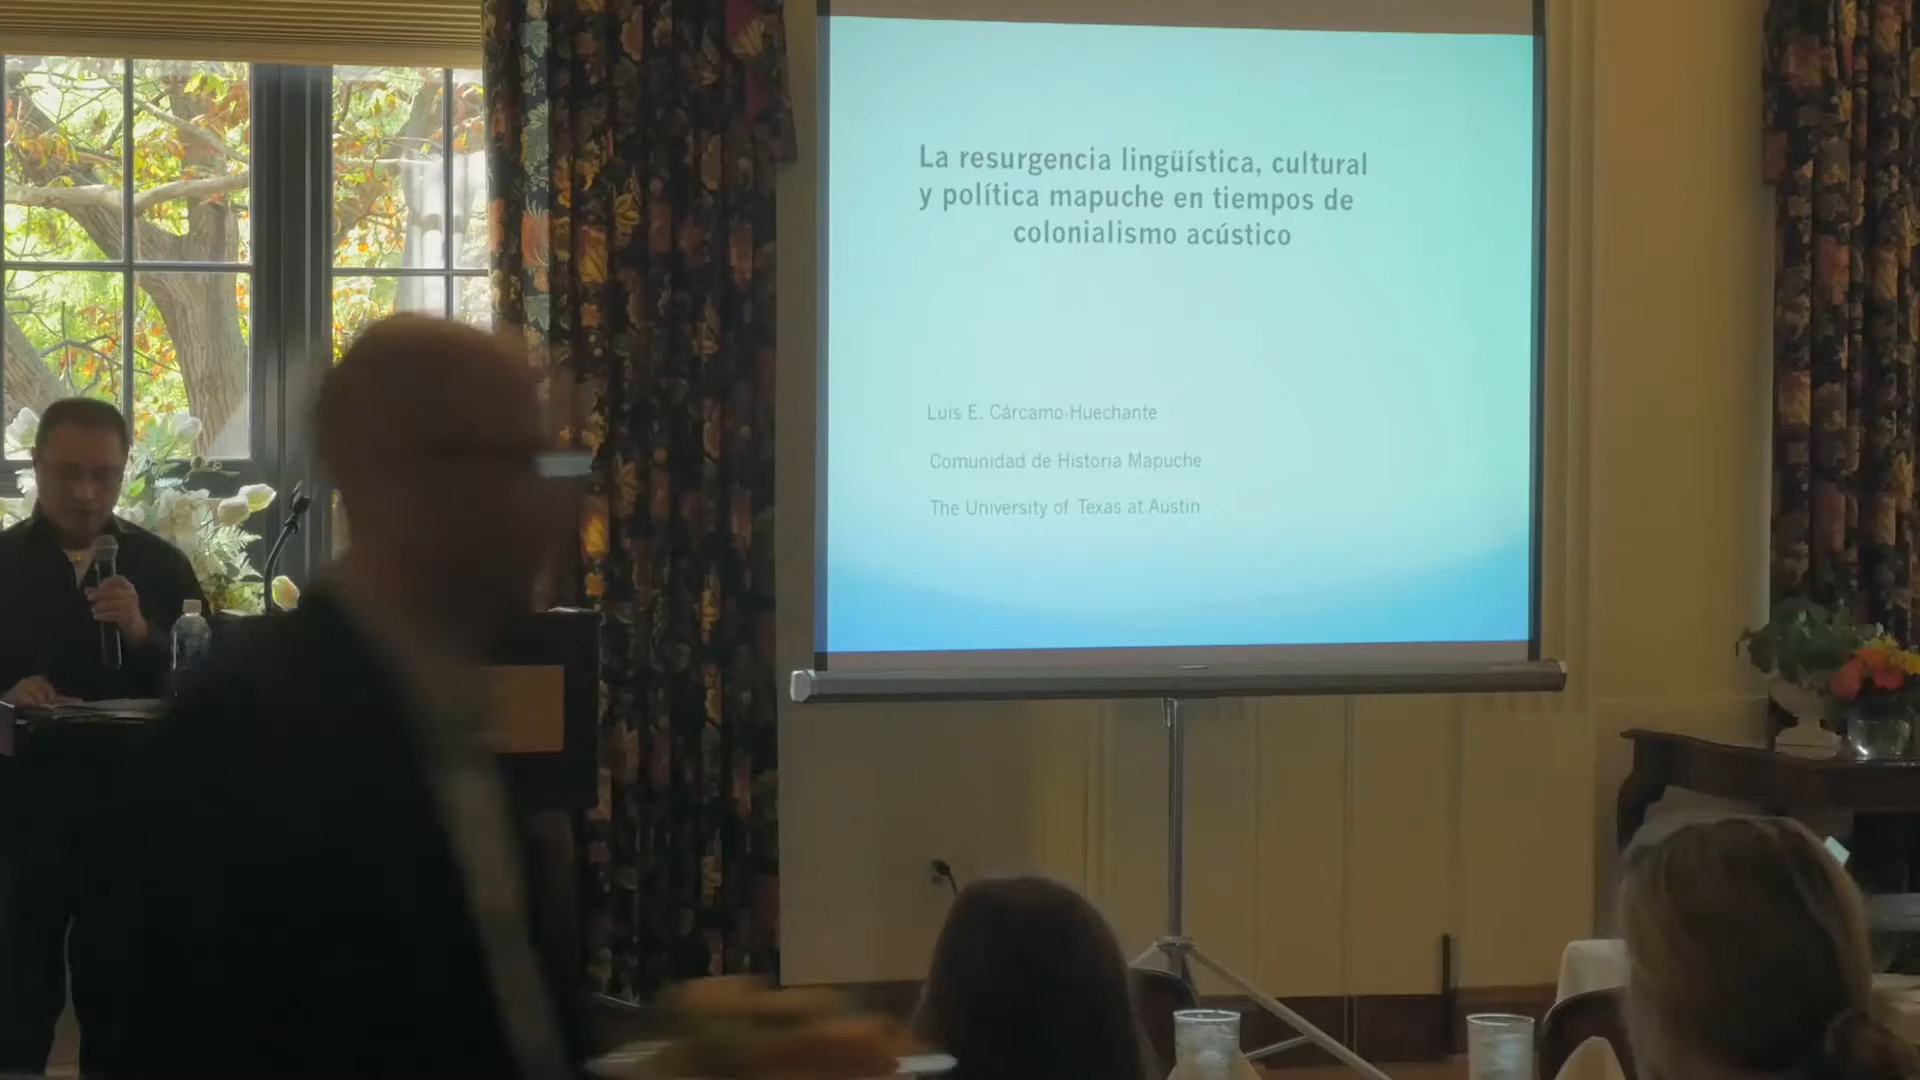 La resurgencia lingüística, cultural
y política mapuche en tiempos de
colonialismo acústico
Luis E. Cárcamo-Huechante
Comunidad de Historia Mapuche
The University of Texas at Austin